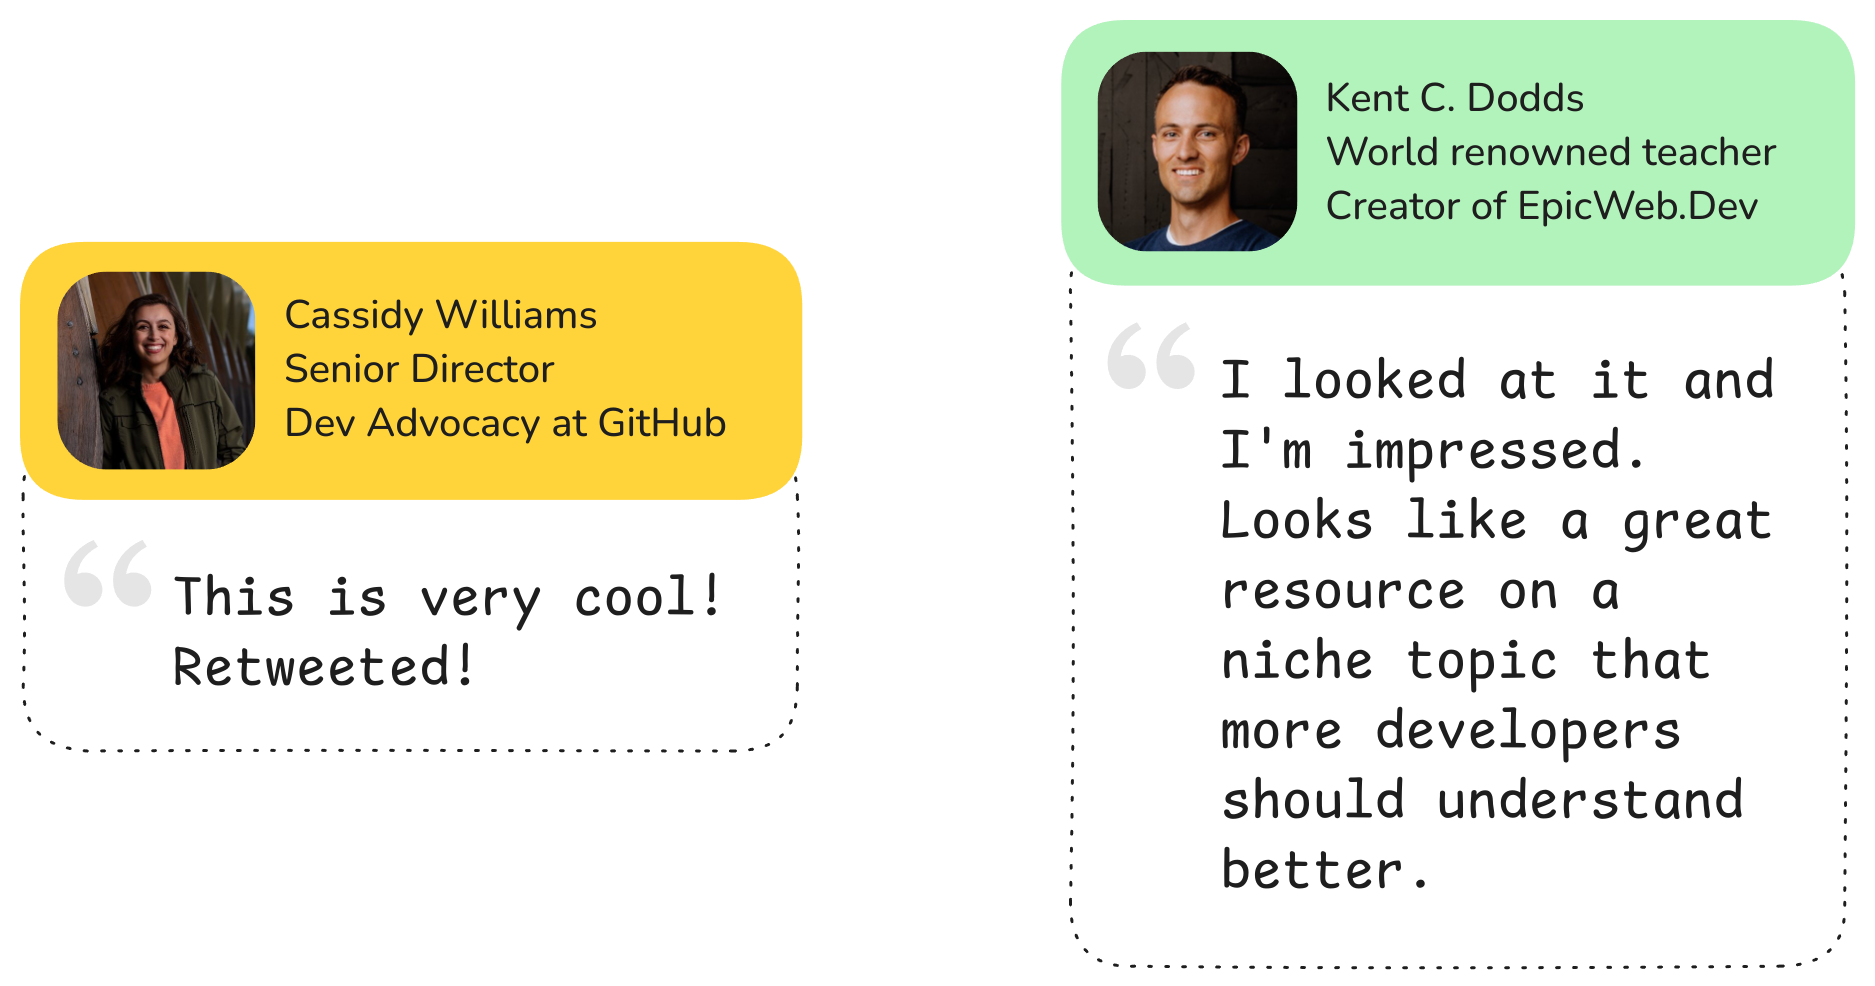 Cassidy Williams
Senior Director
Dev Advocacy at GitHub
“
This is very cool!
Retweeted!
Kent C. Dodds
World renowned teacher
Creator of EpicWeb.Dev
“
I looked at it and
I'm impressed.
Looks like a great
resource on a
niche topic that
more developers
should understand
better.